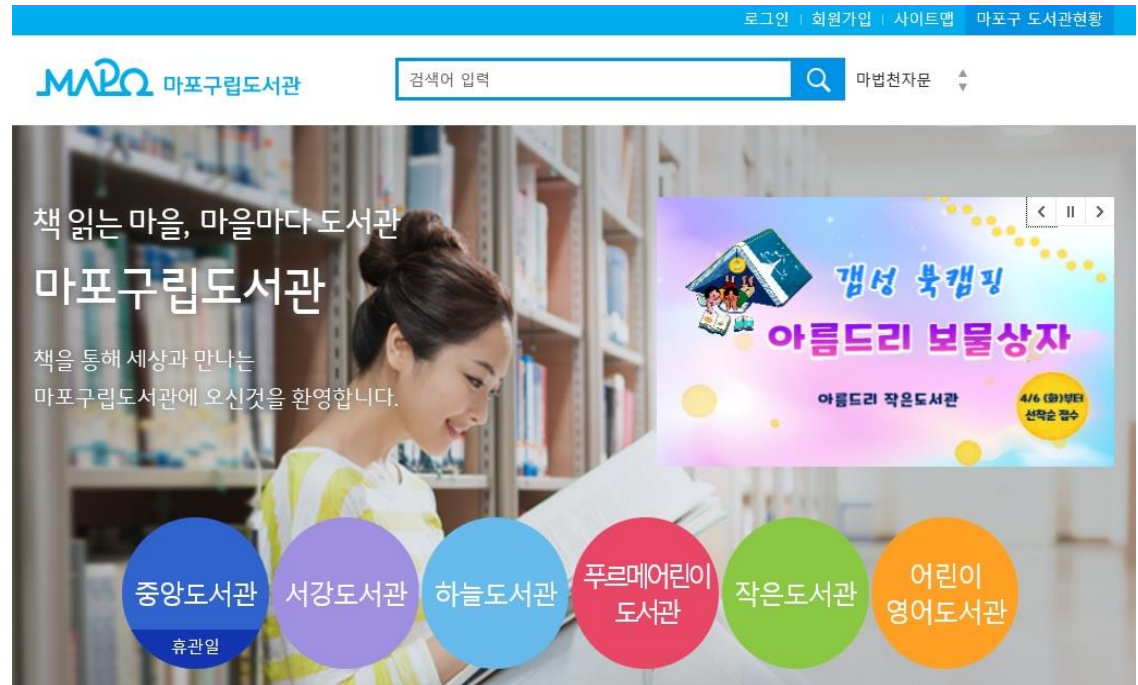 로그인 | 회원가입 | 사이트맵 마포구 도서관현황
MAPO 마포구립도서관
검색어 입력
마법천자문
책 읽는 마을, 마을마다 도서관
마포구립도서관
책을 통해 세상과 만나는
마포구립도서관에 오신것을 환영합니다.
갬성 북캠핑
아름드리 보물상자
아름드리 작은도서관
4/6 (화)부터
선착순 접수
중앙도서관
휴관일
서강도서관
하늘도서관
푸르메어린이
도서관
작은도서관
어린이
영어도서관